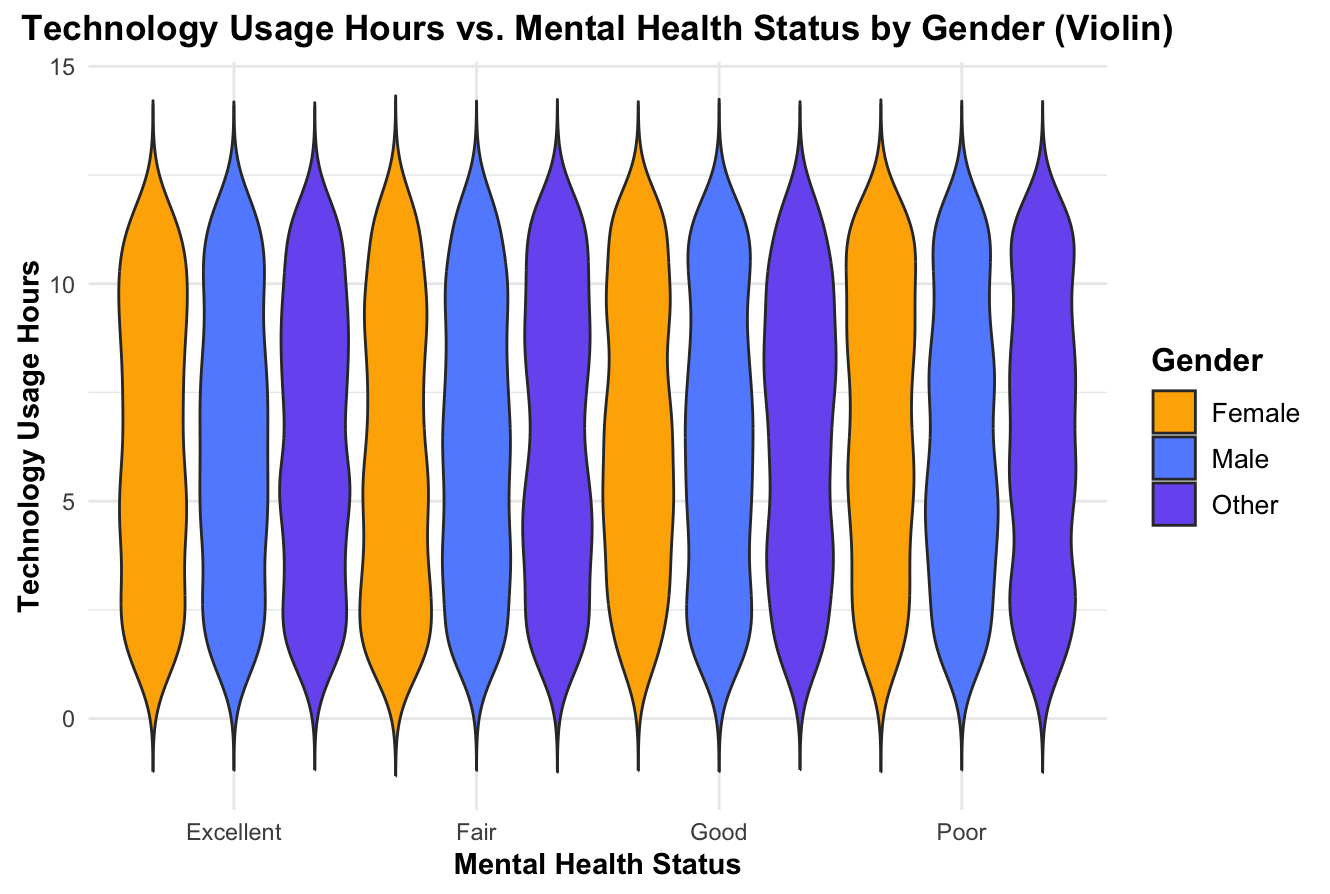 Technology Usage Hours vs. Mental Health Status by Gender (Violin)
Technology Usage Hours
15
10
5
0
Excellent
Fair
Good
Poor
Mental Health Status
Gender
Female
Male
Other